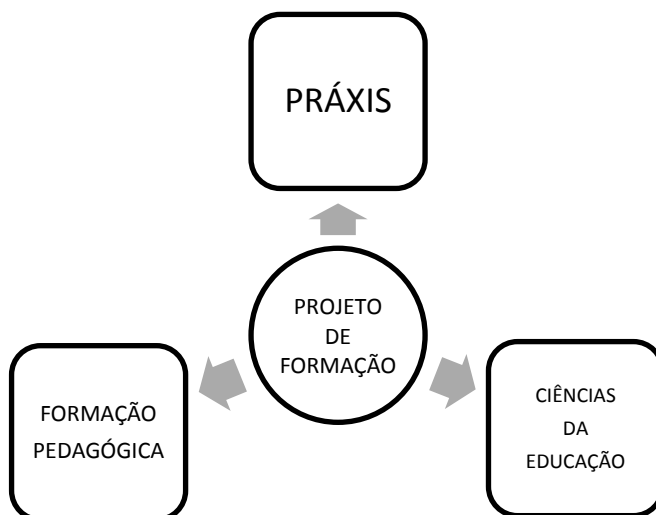 PRÁXIS
PROJETO
DE
FORMAÇÃO
FORMAÇÃO
PEDAGÓGICA
CIÊNCIAS
DA
EDUCAÇÃO